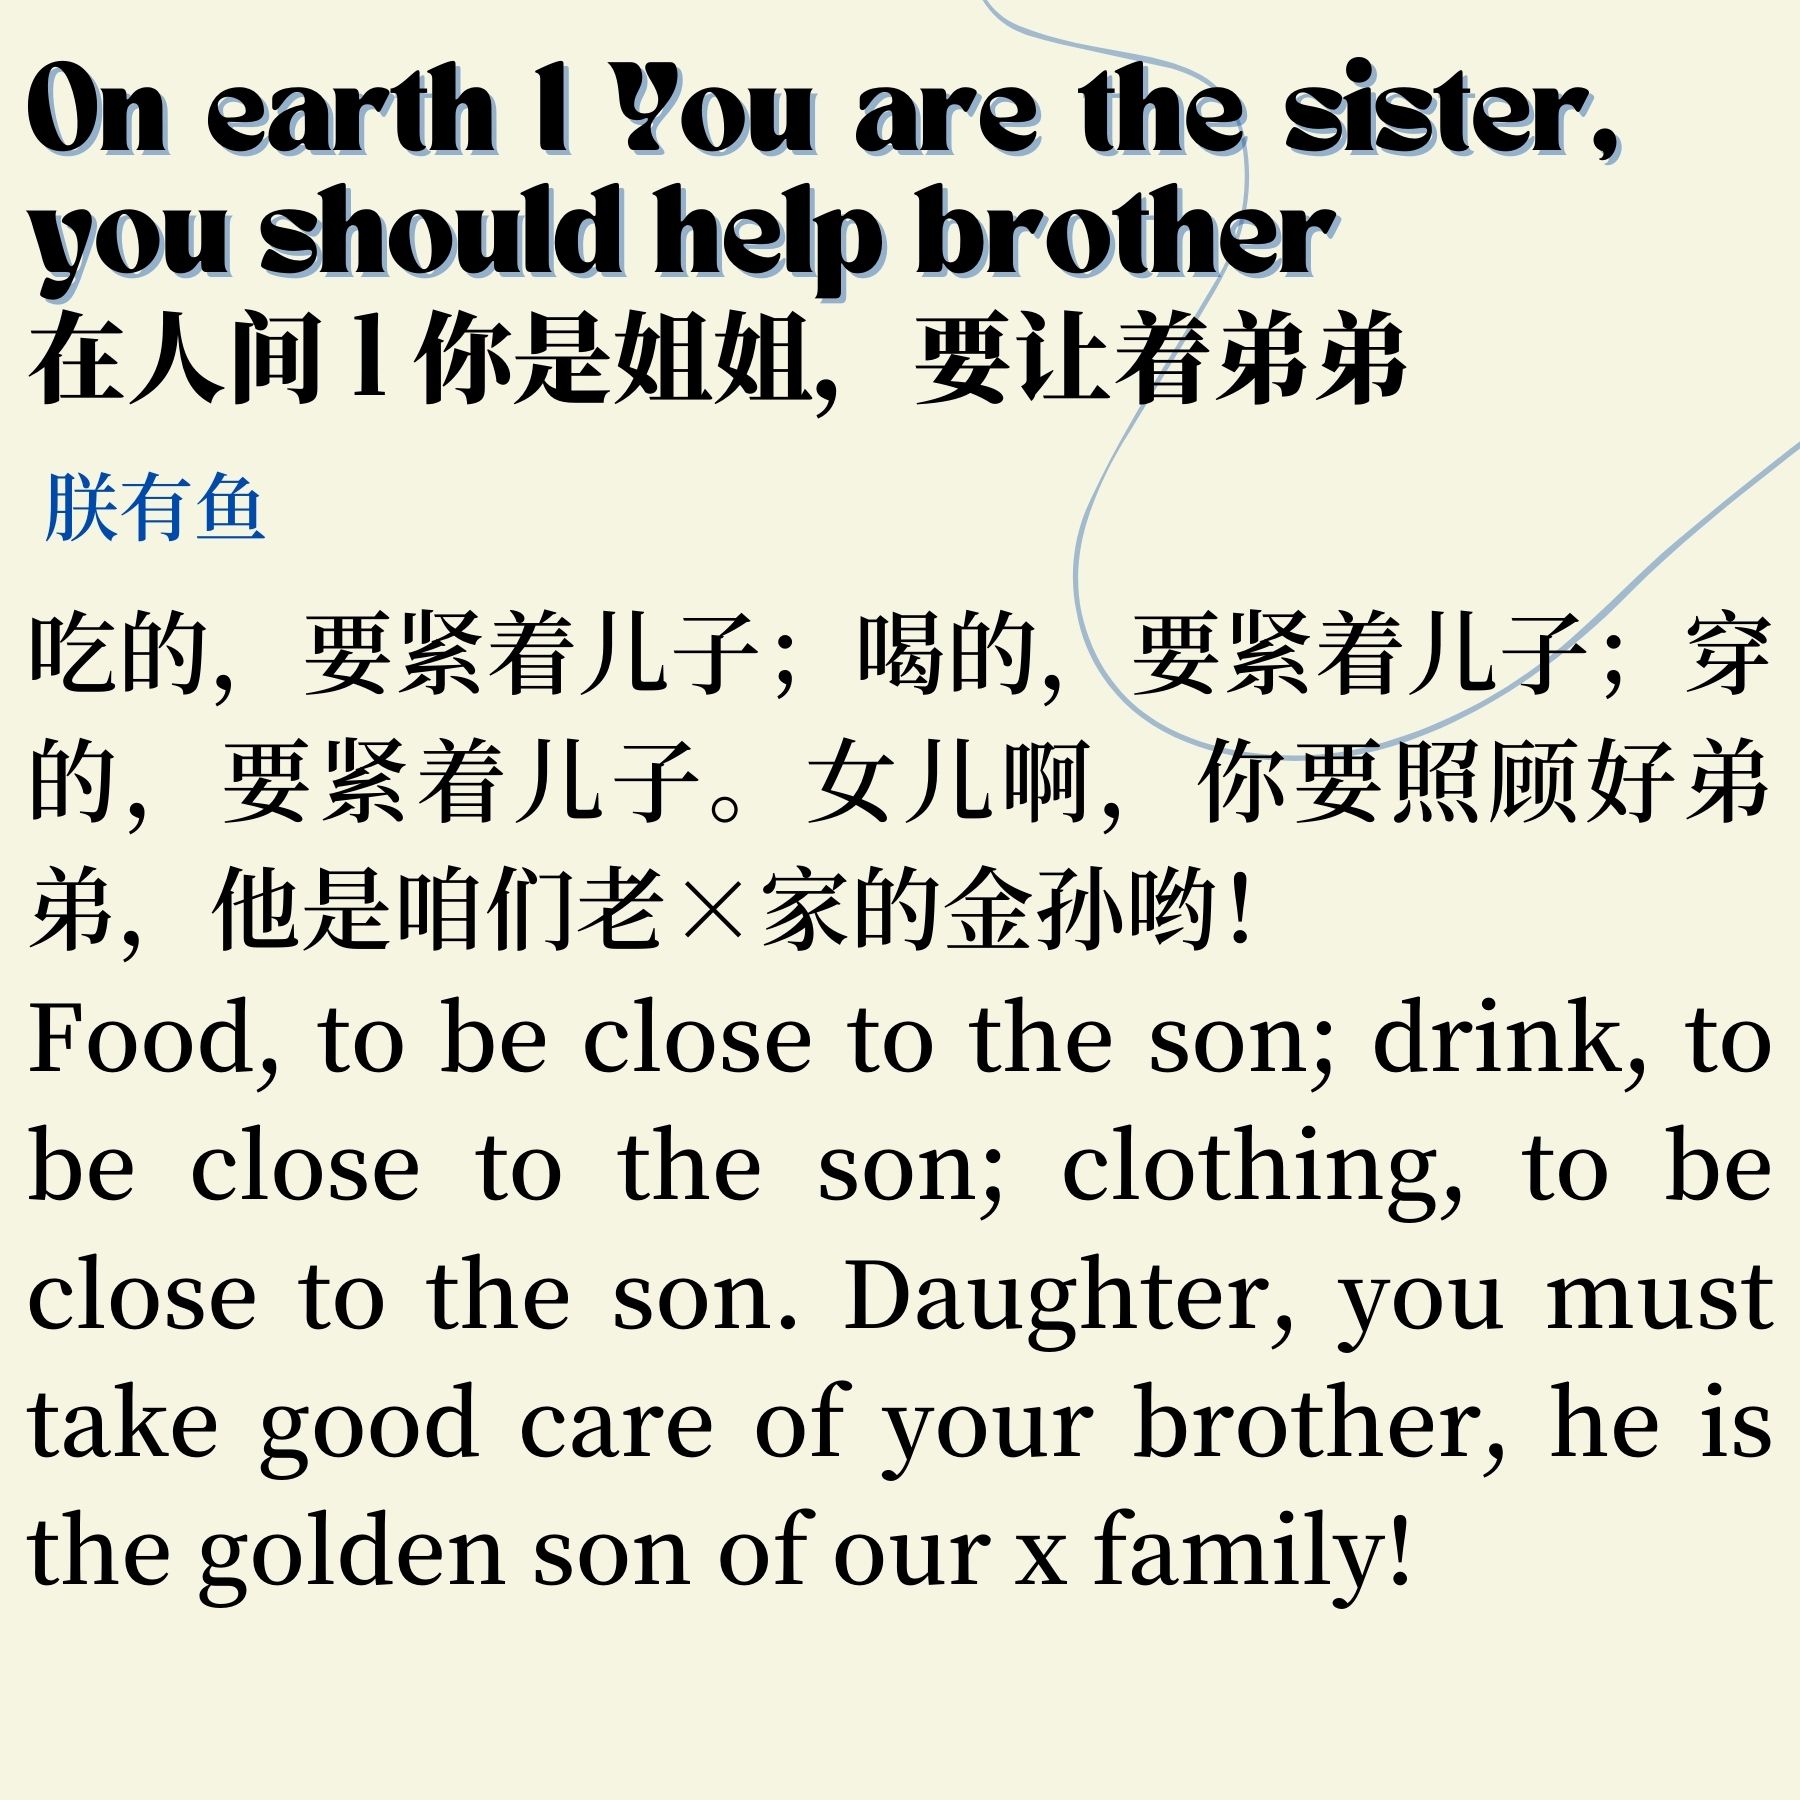 On earth l You are the sister,
you should help brother
在人间 l 你是姐姐，要让着弟弟
朕有鱼
吃的，要紧着儿子；喝的，要紧着儿子；穿
的，要紧着儿子。女儿啊，你要照顾好弟
弟，他是咱们老×家的金孙哟！
Food, to be close to the son; drink, to
be close to the son; clothing, to be
close to the son. Daughter, you must
take good care of your brother, he is
the golden son of our x family!